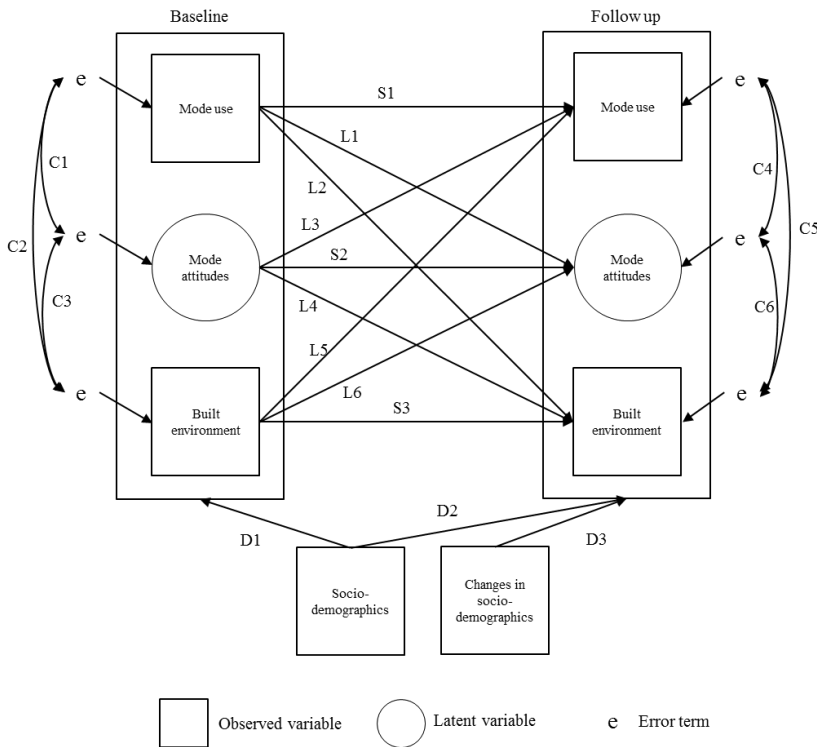 Baseline
Follow up
e
Mode use
S1
Mode use
e
L1
C1
C4
L2
C2
L3
C5
e
Mode
attitudes
S2
Mode
attitudes
e
C3
L4
C6
L5
L6
e
Built
environment
S3
Built
environment
e
D1
D2
D3
Socio-
demographics
Changes in
socio-
demographics
Observed variable
Latent variable
e
Error term